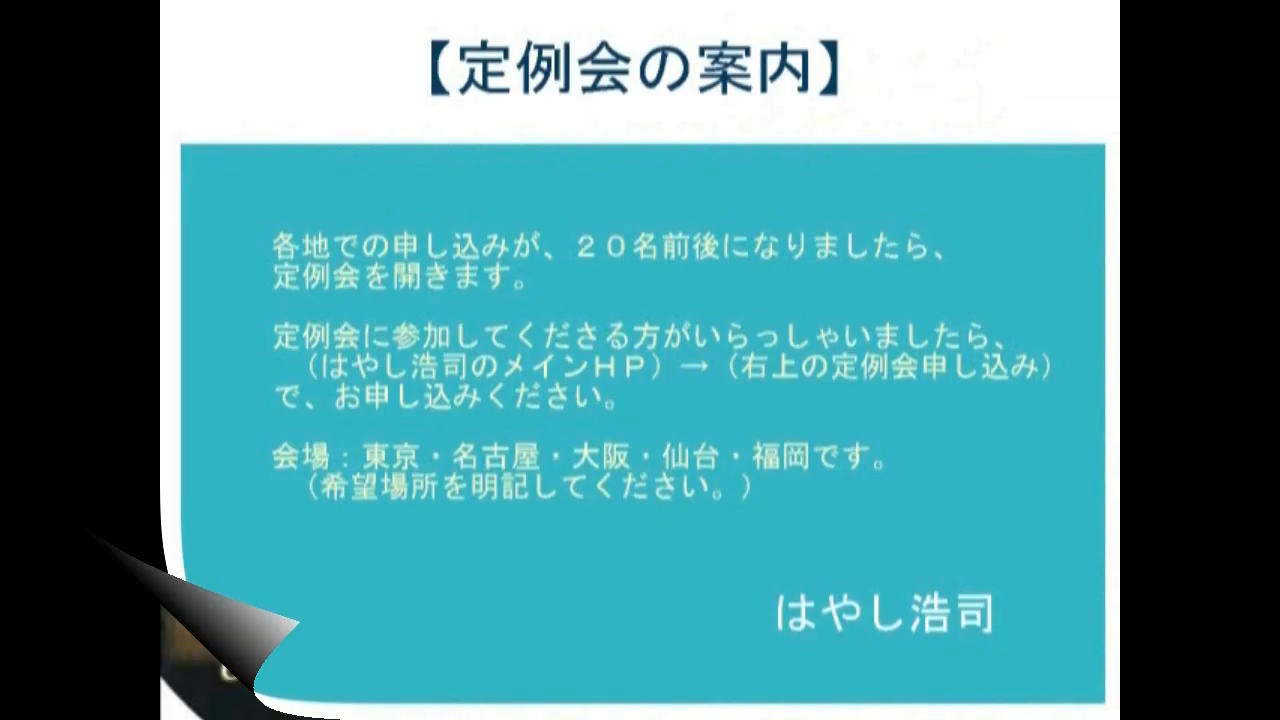 【定例会の案内】
各地での申し込みが、２０名前後になりましたら、
定例会を開きます。
定例会に参加してくださる方がいらっしゃいましたら、
（はやし浩司のメインＨＰ）→（右上の定例会申し込み）
で、お申し込みください。
会場：東京・名古屋・大阪・仙台・福岡です。
（希望場所を明記してください。）
はやし浩司